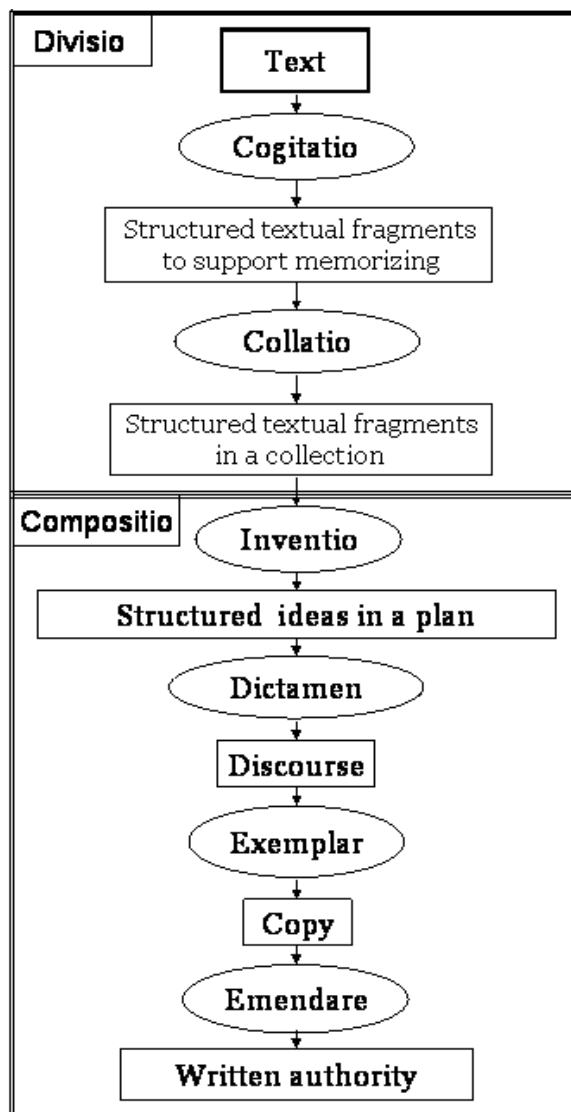 Divisio
Text
Cogitatio
Structured textual fragments
to support memorizing
Collatio
Structured textual fragments
in a collection
Compositio
Inventio
Structured ideas in a plan
Dictamen
Discourse
Exemplar
Copy
Emendare
Written authority